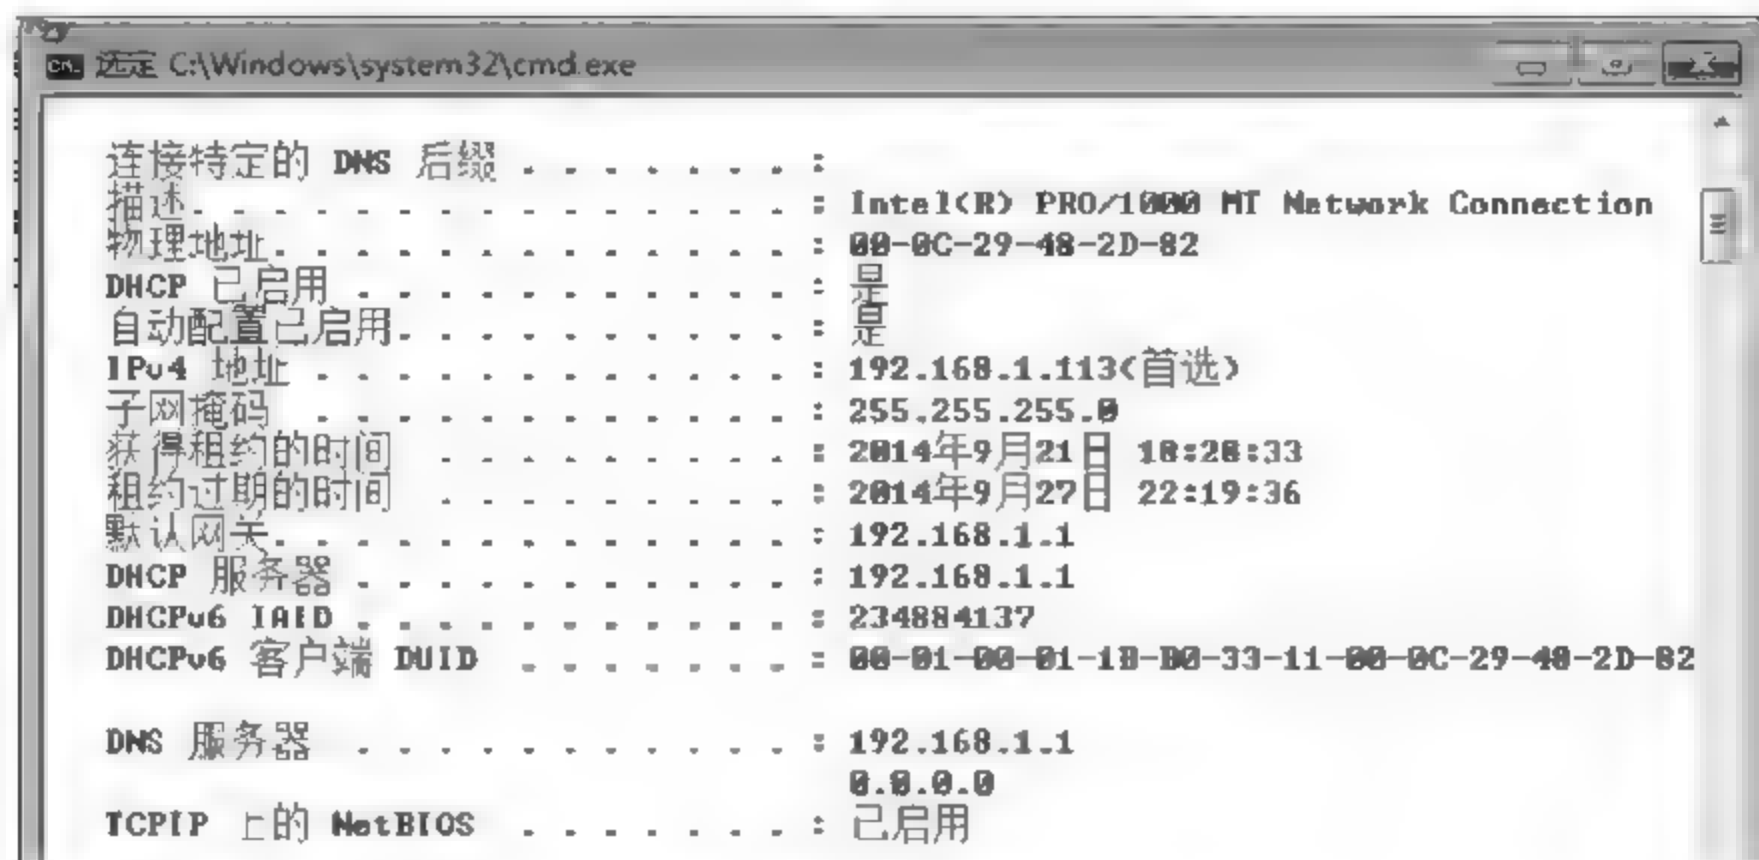 选定 C:\Windows\system32\cmd.exe
连接特定的 DNS 后缀 . . . . . . . :
描述. . . . . . . . . . . . . . . : Intel(R) PRO/1000 MT Network Connection
物理地址. . . . . . . . . . . . . : 00-0C-29-48-2D-82
DHCP 已启用 . . . . . . . . . . . : 是
自动配置已启用. . . . . . . . . . : 是
IPv4 地址 . . . . . . . . . . . . : 192.168.1.113(首选)
子网掩码 . . . . . . . . . . . . : 255.255.255.0
获得租约的时间 . . . . . . . . . : 2014年9月21日 18:28:33
租约过期的时间 . . . . . . . . . : 2014年9月27日 22:19:36
默认网关. . . . . . . . . . . . . : 192.168.1.1
DHCP 服务器 . . . . . . . . . . . : 192.168.1.1
DHCPv6 IAID . . . . . . . . . . . : 234884137
DHCPv6 客户端 DUID . . . . . . . : 00-01-00-01-1B-B0-33-11-00-0C-29-48-2D-82
DNS 服务器 . . . . . . . . . . . : 192.168.1.1
0.0.0.0
TCPIP 上的 NetBIOS . . . . . . . : 已启用